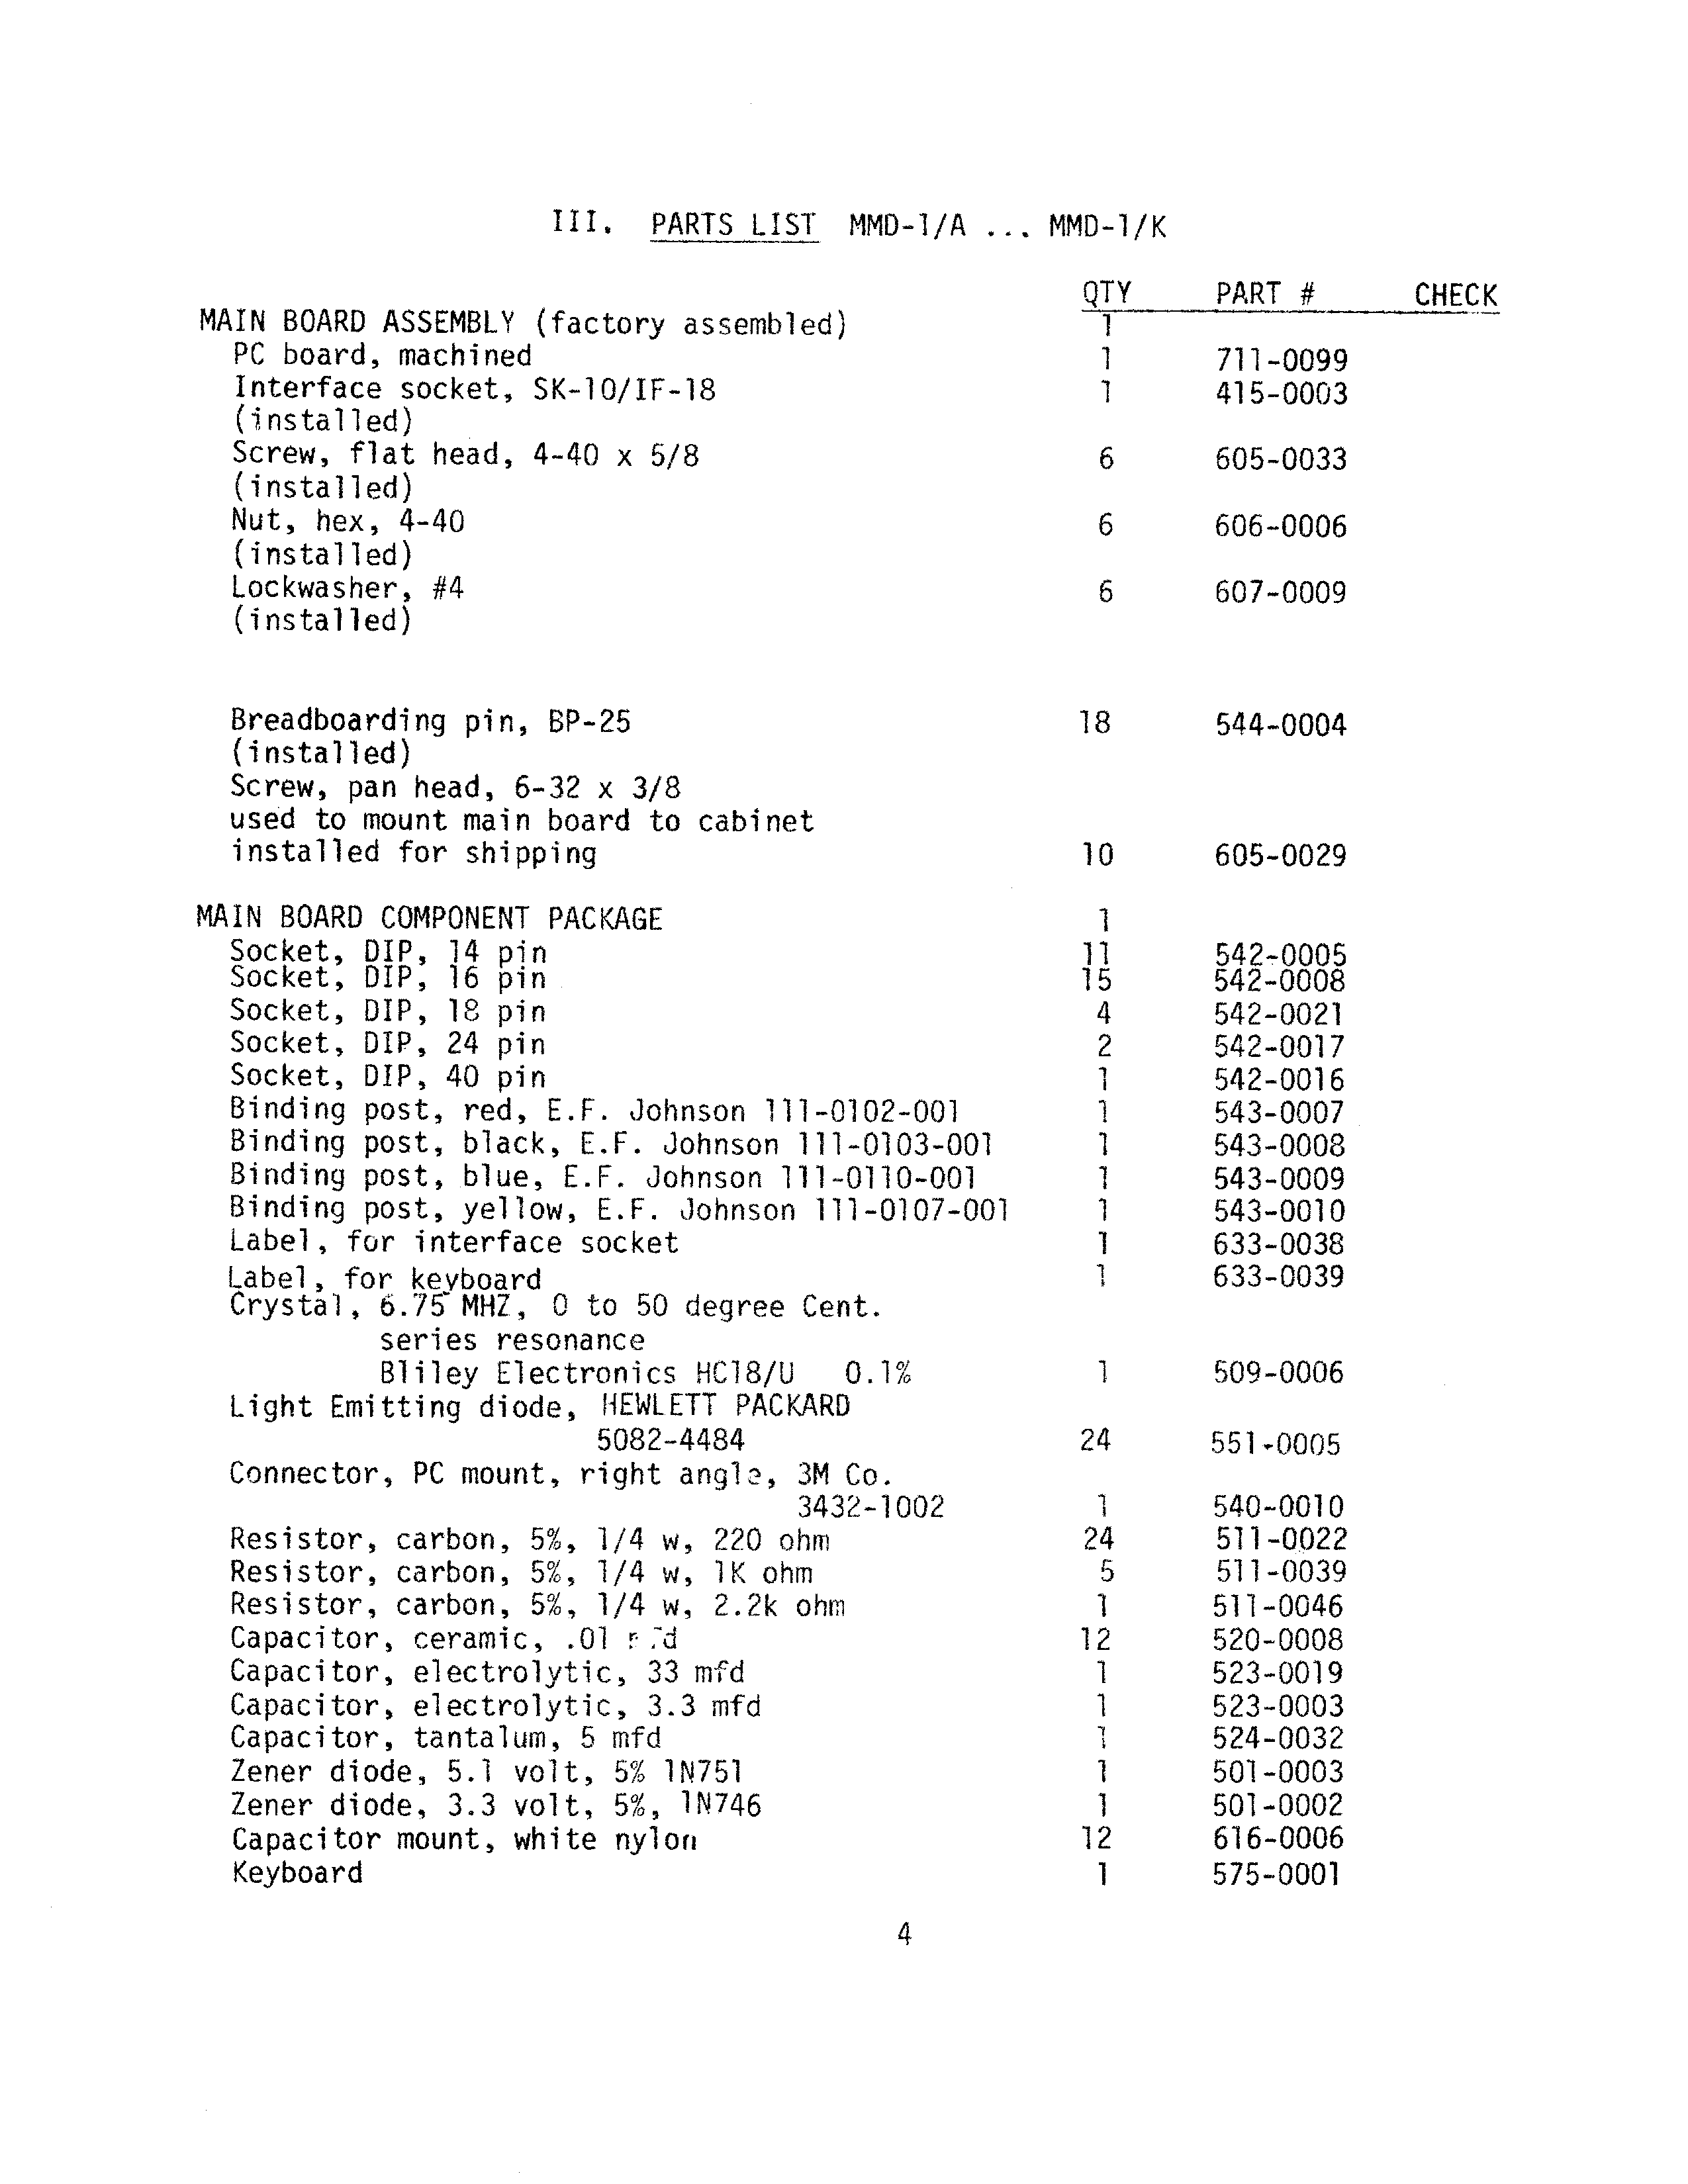 III. PARTS LIST MMD-1/A ... MMD-1/K
QTY PART # CHECK
MAIN BOARD ASSEMBLY (factory assembled) 1
PC board, machined 1 711-0099
Interface socket, SK-10/IF-18 1 415-0003
(installed)
Screw, flat head, 4-40 x 5/8 6 605-0033
(installed)
Nut, hex, 4-40 6 606-0006
(installed)
Lockwasher, #4 6 607-0009
(installed)
Breadboarding pin, BP-25 18 544-0004
(installed)
Screw, pan head, 6-32 x 3/8
used to mount main board to cabinet
installed for shipping 10 605-0029
MAIN BOARD COMPONENT PACKAGE 1
Socket, DIP, 14 pin 11 542-0005
Socket, DIP, 16 pin 15 542-0008
Socket, DIP, 18 pin 4 542-0021
Socket, DIP, 24 pin 2 542-0017
Socket, DIP, 40 pin 1 542-0016
Binding post, red, E.F. Johnson 111-0102-001 1 543-0007
Binding post, black, E.F. Johnson 111-0103-001 1 543-0008
Binding post, blue, E.F. Johnson 111-0110-001 1 543-0009
Binding post, yellow, E.F. Johnson 111-0107-001 1 543-0010
Label, for interface socket 1 633-0038
Label, for keyboard 1 633-0039
Crystal, 6.75 MHZ, 0 to 50 degree Cent.
series resonance
Bliley Electronics HC18/U 0.1% 1 509-0006
Light Emitting diode, HEWLETT PACKARD
5082-4484 24 551-0005
Connector, PC mount, right angle, 3M Co.
3432-1002 1 540-0010
Resistor, carbon, 5%, 1/4 w, 220 ohm 24 511-0022
Resistor, carbon, 5%, 1/4 w, 1K ohm 5 511-0039
Resistor, carbon, 5%, 1/4 w, 2.2k ohm 1 511-0046
Capacitor, ceramic, .01 12 520-0008
Capacitor, electrolytic, 33 mfd 1 523-0019
Capacitor, electrolytic, 3.3 mfd 1 523-0003
Capacitor, tantalum, 5 mfd 1 524-0032
Zener diode, 5.1 volt, 5% 1N751 1 501-0003
Zener diode, 3.3 volt, 5%, 1N746 1 501-0002
Capacitor mount, white nylon 12 616-0006
Keyboard 1 575-0001
4